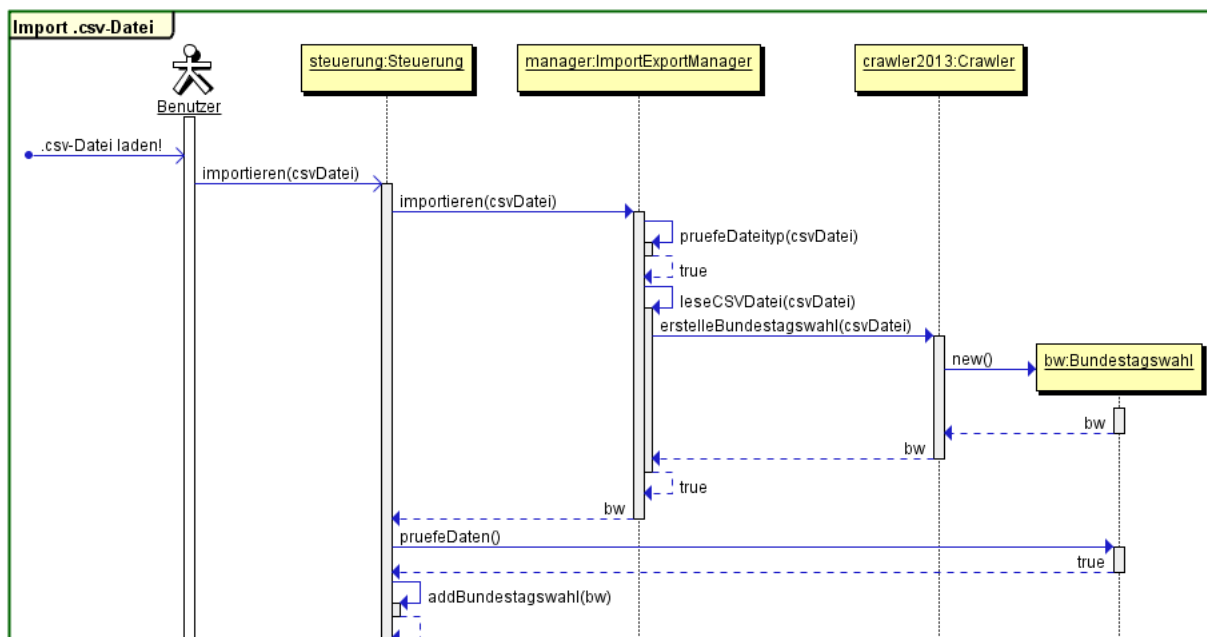 Import .csv-Datei
steuerung:Steuerung
manager:ImportExportManager
crawler2013:Crawler
Benutzer
.csv-Datei laden!
importieren(csvDatei)
importieren(csvDatei)
pruefeDateityp(csvDatei)
true
leseCSVDatei(csvDatei)
erstelleBundestagswahl(csvDatei)
new()
bw:Bundestagswahl
bw
bw
true
bw
pruefeDaten()
true
addBundestagswahl(bw)